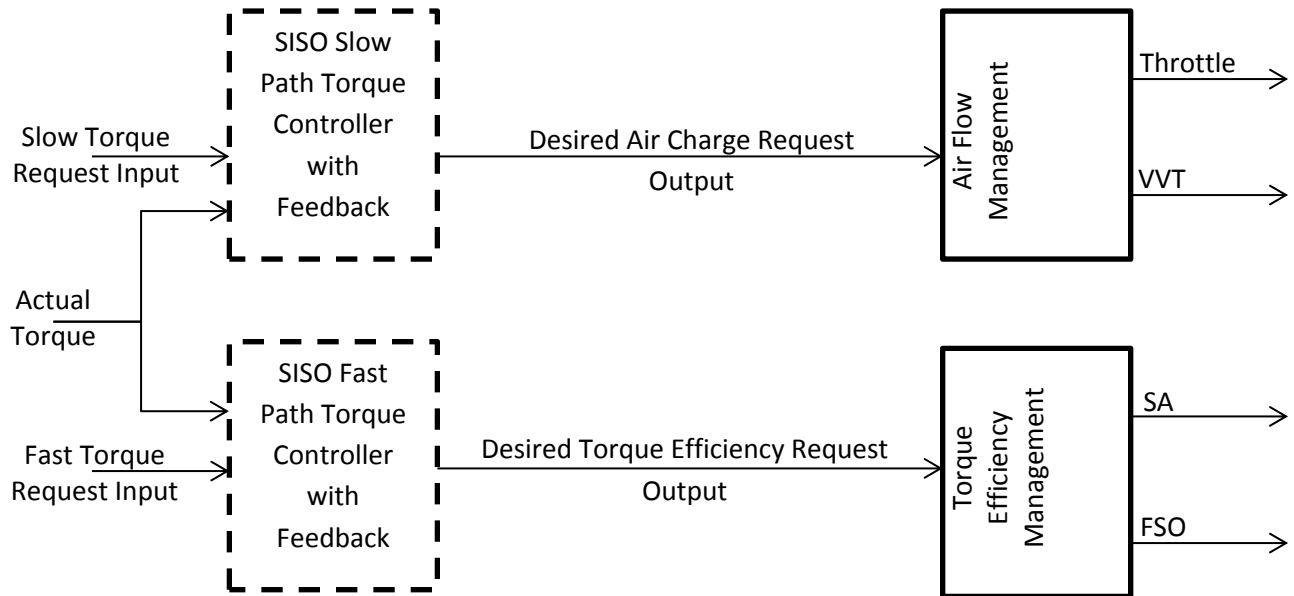 SISO Slow
Path Torque
Controller
with
Feedback
Slow Torque
Request Input
Desired Air Charge Request
Output
Air Flow
Management
Throttle
VVT
Actual
Torque
SISO Fast
Path Torque
Controller
with
Feedback
Fast Torque
Request Input
Desired Torque Efficiency Request
Output
Torque
Efficiency
Management
SA
FSO